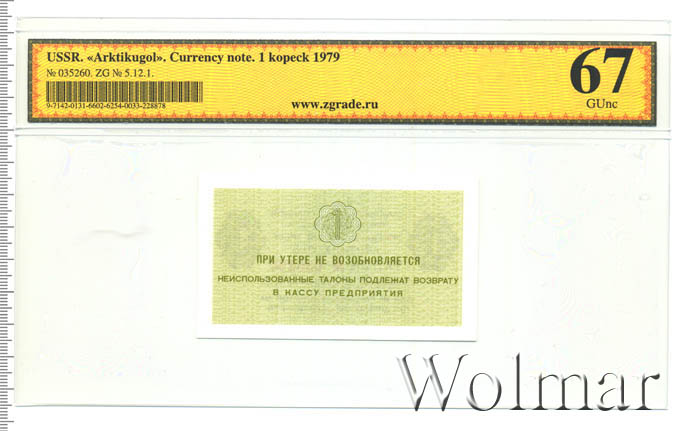 USSR. «Arktikugol». Currency note. 1 kopeck 1979
№ 035260. ZG № 5.12.1.
9-7142-0131-6602-6254-0033-228878
www.zgrade.ru
67
GUnc
1
ПРИ УТЕРЕ НЕ ВОЗОБНОВЛЯЕТСЯ
НЕИСПОЛЬЗОВАННЫЕ ТАЛОНЫ ПОДЛЕЖАТ ВОЗВРАТУ
В КАССУ ПРЕДПРИЯТИЯ
Wolmar